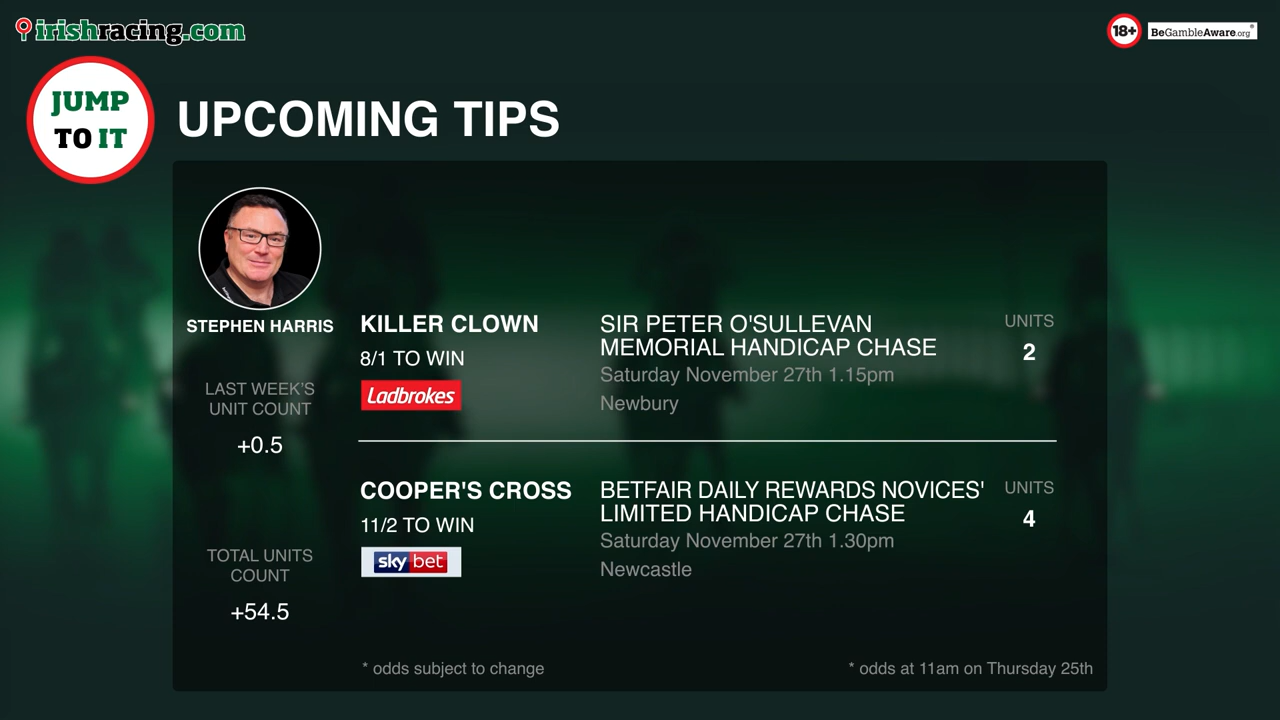 irishracing.com
18+
BeGambleAware.org®
JUMP
TO IT
UPCOMING TIPS
STEPHEN HARRIS
LAST WEEK'S
UNIT COUNT
+0.5
TOTAL UNITS
COUNT
+54.5
KILLER CLOWN
8/1 TO WIN
Ladbrokes
SIR PETER O'SULLEVAN
MEMORIAL HANDICAP CHASE
Saturday November 27th 1.15pm
Newbury
UNITS
2
COOPER'S CROSS
11/2 TO WIN
sky bet
BETFAIR DAILY REWARDS NOVICES'
LIMITED HANDICAP CHASE
Saturday November 27th 1.30pm
Newcastle
UNITS
4
* odds subject to change
* odds at 11am on Thursday 25th